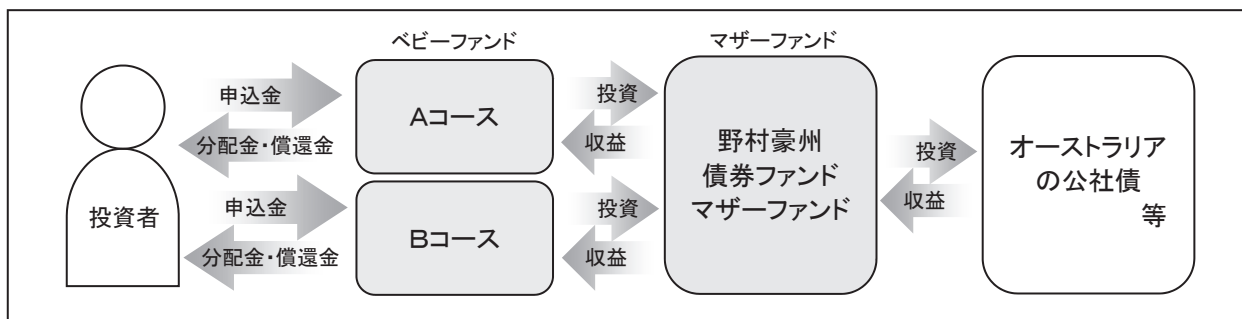 ベビーファンド
マザーファンド
申込金
分配金・償還金
Aコース
投資
収益
投資者
申込金
分配金・償還金
Bコース
投資
収益
野村豪州
債券ファンド
マザーファンド
投資
収益
オーストラリア
の公社債
等